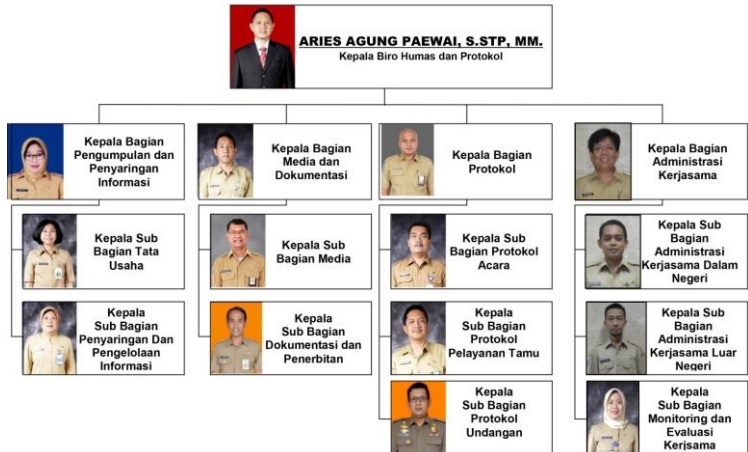 ARIES AGUNG PAEWAI, S.STP, MM.
Kepala Biro Humas dan Protokol
Kepala Bagian
Pengumpulan dan
Penyaringan
Informasi
Kepala Bagian
Media dan
Dokumentasi
Kepala Bagian
Protokol
Kepala Bagian
Administrasi
Kerjasama
Kepala Sub
Bagian Tata
Usaha
Kepala Sub
Bagian Media
Kepala Sub
Bagian Protokol
Acara
Kepala Sub
Bagian
Administrasi
Kerjasama Dalam
Negeri
Kepala
Sub Bagian
Penyaringan Dan
Pengelolaan
Informasi
Kepala
Sub Bagian
Dokumentasi dan
Penerbitan
Kepala
Sub Bagian
Protokol
Pelayanan Tamu
Kepala Sub
Bagian
Administrasi
Kerjasama Luar
Negeri
Kepala
Sub Bagian
Protokol
Undangan
Kepala
Sub Bagian
Monitoring dan
Evaluasi
Kerjsama